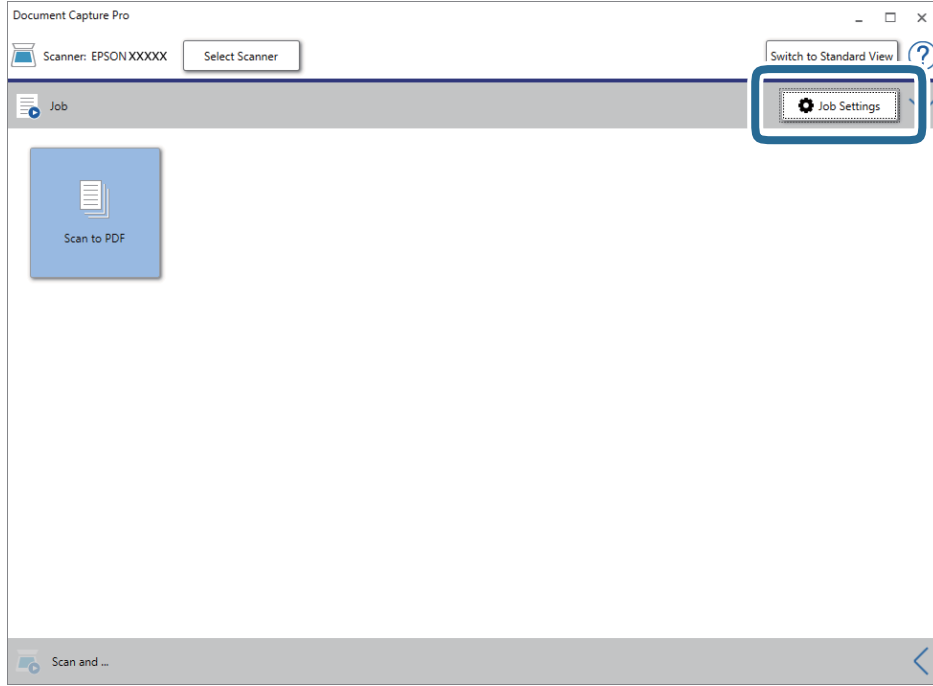 Document Capture Pro
Scanner: EPSON XXXXX
Select Scanner
Switch to Standard View
?
Job
Job Settings
Scan to PDF
Scan and ...